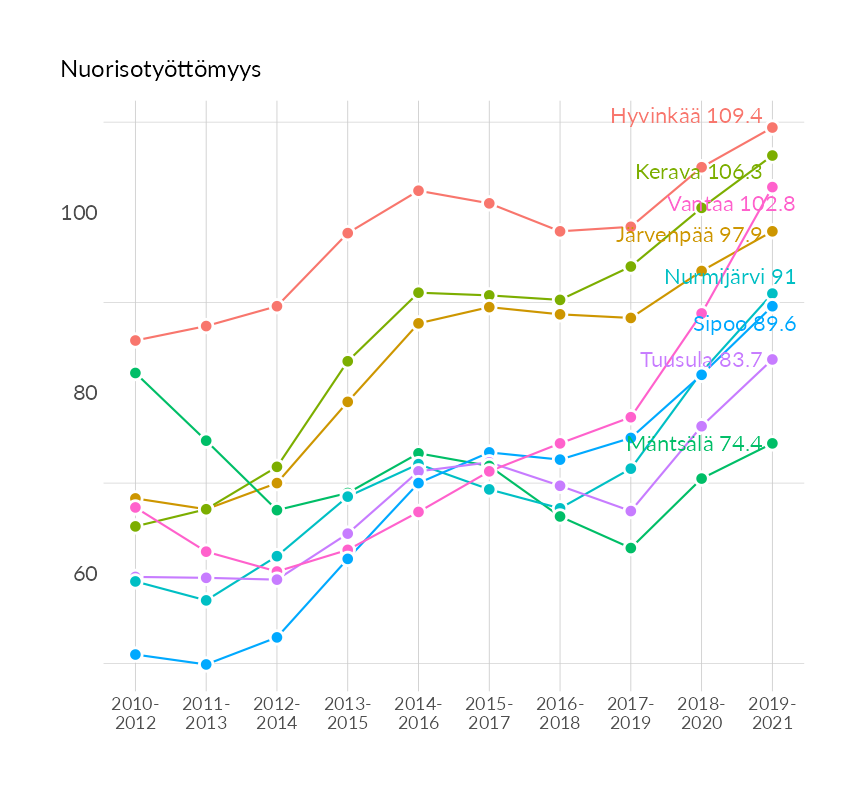 Nuorisotyöttömyys
Hyvinkää 109.4
Kerava 106.3
Vantaa 102.8
100
Järvenpää 97.9
Nurmijärvi 91
Sipoo 89.6
Tuusula 83.7
80
Mäntsälä 74.4
60
2010- 2011- 2012- 2013- 2014- 2015- 2016- 2017- 2018- 2019-
2012 2013 2014 2015 2016 2017 2018 2019 2020 2021